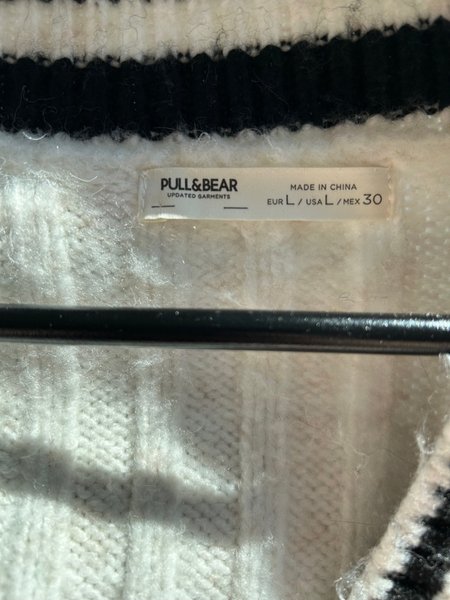 PULL&BEAR
UPDATED GARMENTS
MADE IN CHINA
EUR L / USA L / MEX 30